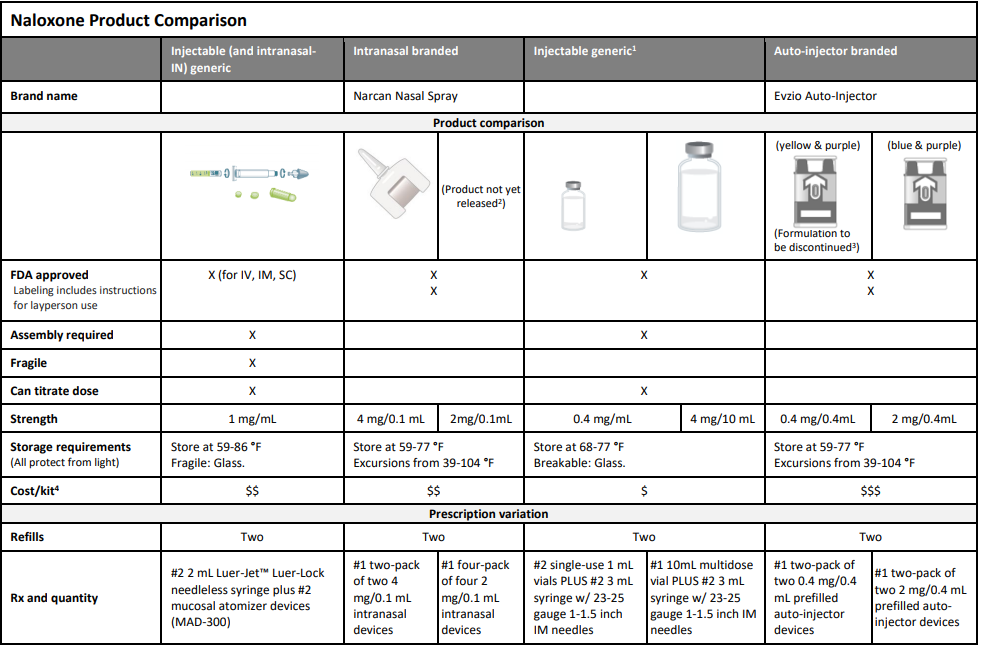 Naloxone Product Comparison
Injectable (and intranasal-
IN) generic
Intranasal branded
Injectable generic¹
Auto-injector branded
Brand name
Narcan Nasal Spray
Evzio Auto-Injector
Product comparison
(Product not yet
released²)
(yellow & purple)
(Formulation to
be discontinued³)
(blue & purple)
FDA approved
Labeling includes instructions
for layperson use
X (for IV, IM, SC)
X
X
X
X
X
Assembly required
X
X
Fragile
X
Can titrate dose
X
X
Strength
1 mg/mL
4 mg/0.1 mL
2mg/0.1mL
0.4 mg/mL
4 mg/10 mL
0.4 mg/0.4mL
2 mg/0.4mL
Storage requirements
(All protect from light)
Store at 59-86 °F
Fragile: Glass.
Store at 59-77 °F
Excursions from 39-104 °F
Store at 68-77 °F
Breakable: Glass.
Store at 59-77 °F
Excursions from 39-104 °F
Cost/kit⁴
$$
$$
$
$$$
Prescription variation
Refills
Two
Two
Two
Two
Rx and quantity
#2 2 mL Luer-Jet™ Luer-Lock
needleless syringe plus #2
mucosal atomizer devices
(MAD-300)
#1 two-pack
of two 4
mg/0.1 mL
intranasal
devices
#1 four-pack
of four 2
mg/0.1 mL
intranasal
devices
#2 single-use 1 mL
vials PLUS #2 3 mL
syringe w/ 23-25
gauge 1-1.5 inch
IM needles
#1 10mL multidose
vial PLUS #2 3 mL
syringe w/ 23-25
gauge 1-1.5 inch IM
needles
#1 two-pack of
two 0.4 mg/0.4
mL prefilled
auto-injector
devices
#1 two-pack of
two 2 mg/0.4 mL
prefilled auto-
injector devices